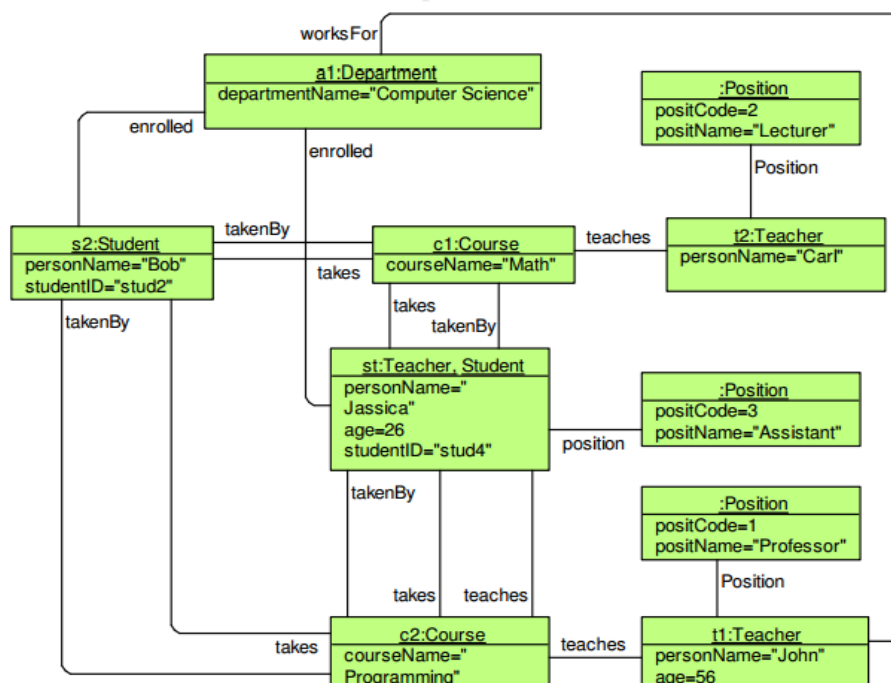 worksFor
a1:Department
departmentName="Computer Science"
:Position
positCode=2
positName="Lecturer"
enrolled
enrolled
Position
s2:Student
personName="Bob"
studentID="stud2"
takenBy
takes
c1:Course
courseName="Math"
teaches
t2:Teacher
personName="Carl"
takenBy
takes
takenBy
st:Teacher, Student
personName="
Jassica"
age=26
studentID="stud4"
position
:Position
positCode=3
positName="Assistant"
takenBy
:Position
positCode=1
positName="Professor"
Position
takes
teaches
takes
c2:Course
courseName="
Programming"
teaches
t1:Teacher
personName="John"
age=56